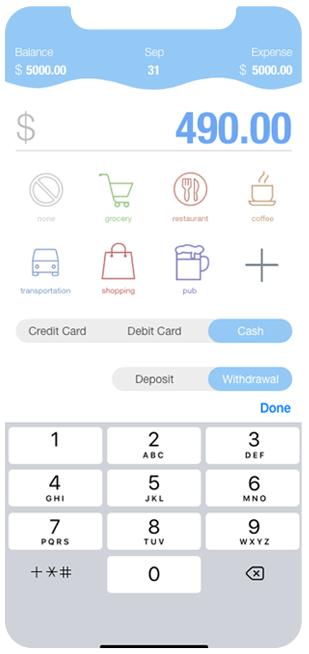 Balance Sep Expense
$ 5000.00 31 $ 5000.00
$ 490.00
none grocery restaurant coffee
transportation shopping pub
Credit Card Debit Card Cash
Deposit Withdrawal
Done
1 2 3
ABC DEF
4 5 6
GHI JKL MNO
7 8 9
PQRS TUV WXYZ
+*# 0